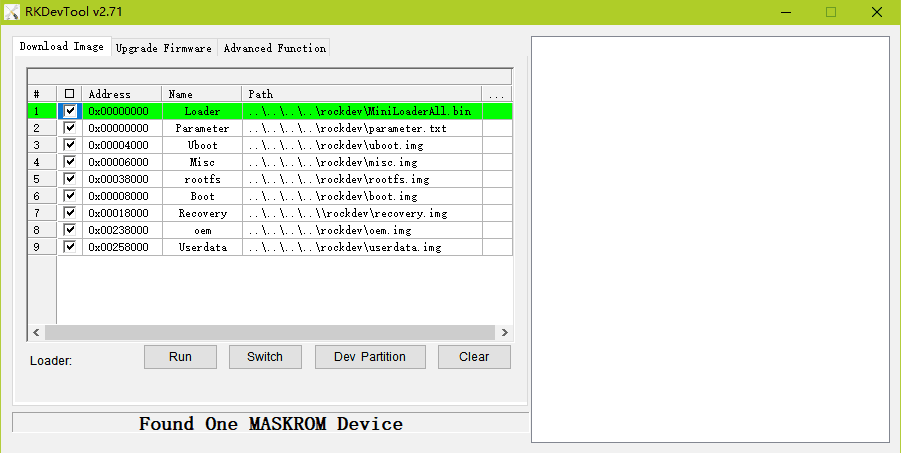 RKDevTool v2.71
Download Image Upgrade Firmware Advanced Function
# Address Name Path ...
1 0x00000000 Loader ..\..\..\..\rockdev\MiniLoaderAll.bin
2 0x00000000 Parameter ..\..\..\..\rockdev\parameter.txt
3 0x00004000 Uboot ..\..\..\..\rockdev\uboot.img
4 0x00006000 Misc ..\..\..\..\rockdev\misc.img
5 0x00038000 rootfs ..\..\..\..\rockdev\rootfs.img
6 0x00008000 Boot ..\..\..\..\rockdev\boot.img
7 0x00018000 Recovery ..\..\..\..\\rockdev\recovery.img
8 0x00238000 oem ..\..\..\..\rockdev\oem.img
9 0x00258000 Userdata ..\..\..\..\rockdev\userdata.img
Loader: Run Switch Dev Partition Clear
Found One MASKROM Device